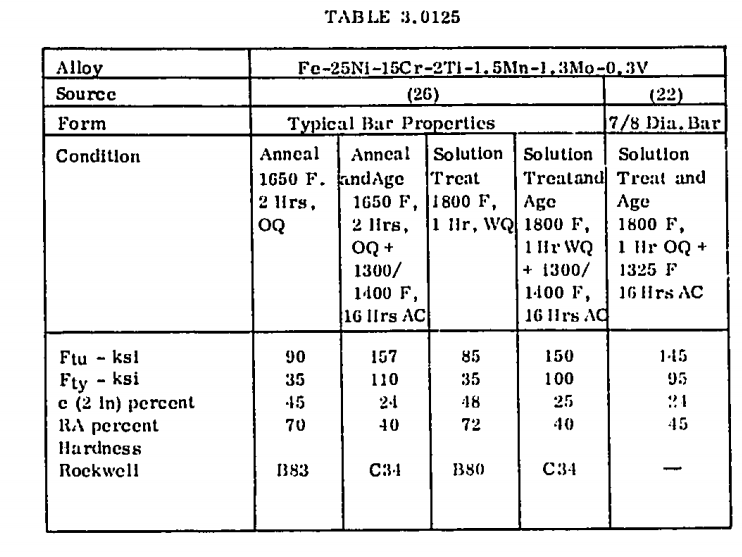 TABLE 3.0125
Alloy Fe-25Ni-15Cr-2Ti-1.5Mn-1.3Mo-0.3V
Source (26) (22)
Form Typical Bar Properties 7/8 Dia. Bar
Condition Anneal Anneal Solution Solution Solution
1650 F. andAge Treat Treatand Treat and
2 Hrs, 1650 F, 1800 F, Age Age
OQ 2 Hrs, 1 Hr, WQ 1800 F, 1800 F,
OQ + 1 Hr WQ 1 Hr OQ +
1300/ + 1300/ 1325 F
1400 F, 1400 F, 16 Hrs AC
16 Hrs AC 16 Hrs AC
Ftu - ksi 90 157 85 150 145
Fty - ksi 35 110 35 100 95
e (2 in) percent 45 24 48 25 24
RA percent 70 40 72 40 45
Hardness
Rockwell B83 C34 B80 C34 —